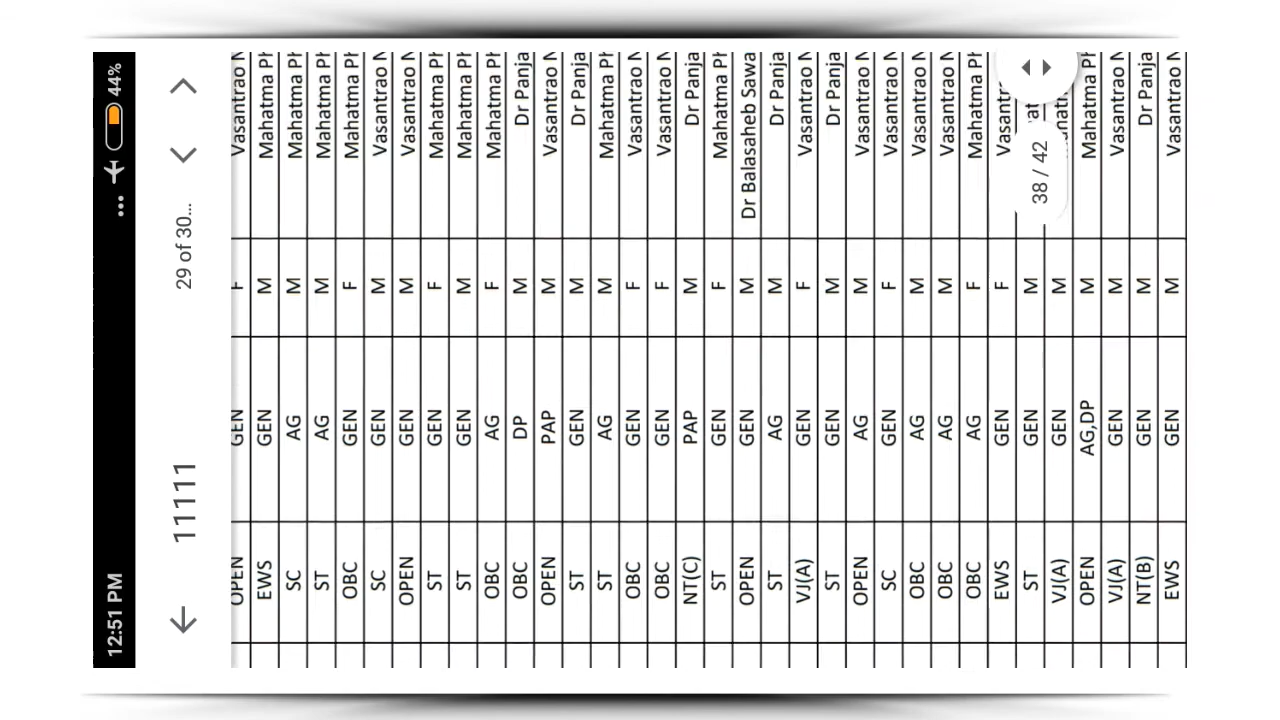 12:51 PM ... 44%
11111 29 of 30...
OPEN GEN F Vasantrao N
EWS GEN M Mahatma Ph
SC AG M Mahatma Ph
ST AG M Mahatma Ph
OBC GEN F Mahatma Ph
SC GEN M Vasantrao N
OPEN GEN M Vasantrao N
ST GEN F Mahatma Ph
ST GEN M Mahatma Ph
OBC AG F Mahatma Ph
OBC DP M Dr Panja
OPEN PAP M Vasantrao N
ST GEN M Dr Panja
ST AG M Mahatma Ph
OBC GEN F Vasantrao N
OBC GEN F Vasantrao N
NT(C) PAP M Dr Panja
ST GEN F Mahatma Ph
OPEN GEN M Dr Balasaheb Sawa
ST AG M Dr Panja
VJ(A) GEN F Vasantrao N
ST GEN M Dr Panja
OPEN AG M Vasantrao N
SC GEN F Vasantrao N
OBC AG M Vasantrao N
OBC AG M Vasantrao N
OBC AG F Mahatma Ph
EWS GEN F Vasantr
ST GEN M
38 / 42
VJ(A) GEN M
OPEN AG,DP M Mahatma Ph
VJ(A) GEN M Vasantrao N
NT(B) GEN M Dr Panja
EWS GEN M Vasantrao N